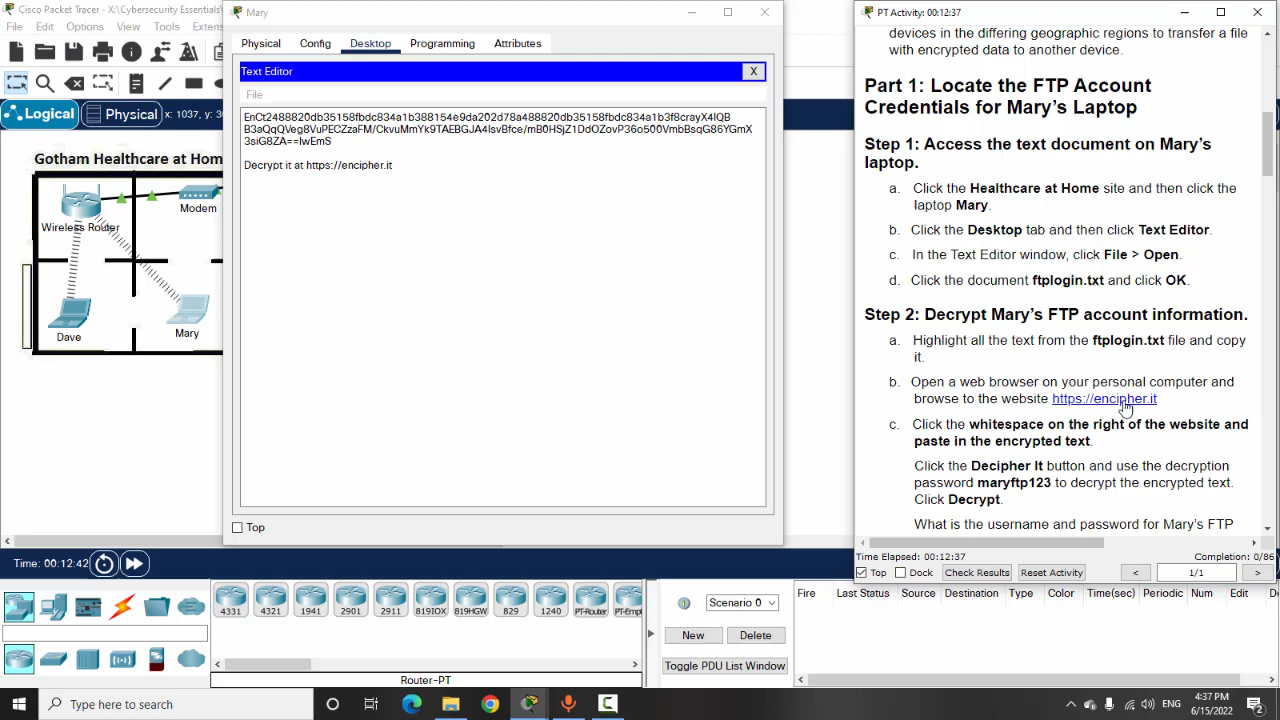 Cisco Packet Tracer - X:\Cybersecurity Essentials\
File Edit Options View Tools Extens
Logical Physical x: 1037, y: 3
Gotham Healthcare at Hom
Modem
Wireless Router
Dave
Mary
Mary
Physical Config Desktop Programming Attributes
Text Editor X
File
EnCt2488820db35158fbdc834a1b388154e9da202d78a488820db35158fbdc834a1b3f8crayX4IQB
B3aQqQVeg8VuPECZzaFM/CkvuMmYk9TAEBGJA4lsvBfce/mB0HSjZ1DdOZovP36o500VmbBsqG86YGmX
3siG8ZA==IwEmS
Decrypt it at https://encipher.it
Top
PT Activity: 00:12:37
devices in the differing geographic regions to transfer a file
with encrypted data to another device.
Part 1: Locate the FTP Account
Credentials for Mary's Laptop
Step 1: Access the text document on Mary's
laptop.
a. Click the Healthcare at Home site and then click the
laptop Mary.
b. Click the Desktop tab and then click Text Editor.
c. In the Text Editor window, click File > Open.
d. Click the document ftplogin.txt and click OK.
Step 2: Decrypt Mary's FTP account information.
a. Highlight all the text from the ftplogin.txt file and copy
it.
b. Open a web browser on your personal computer and
browse to the website https://encipher.it
c. Click the whitespace on the right of the website and
paste in the encrypted text.
Click the Decipher It button and use the decryption
password maryftp123 to decrypt the encrypted text.
Click Decrypt.
What is the username and password for Mary's FTP
Time Elapsed: 00:12:37 Completion: 0/86
Top Dock Check Results Reset Activity < 1/1 >
Time: 00:12:42
4331 4321 1941 2901 2911 819IOX 819HGW 829 1240 PT-Router PT-Empt
Router-PT
Scenario 0
New Delete
Toggle PDU List Window
Fire Last Status Source Destination Type Color Time(sec) Periodic Num Edit De
Type here to search
ENG
4:37 PM
6/15/2022
2